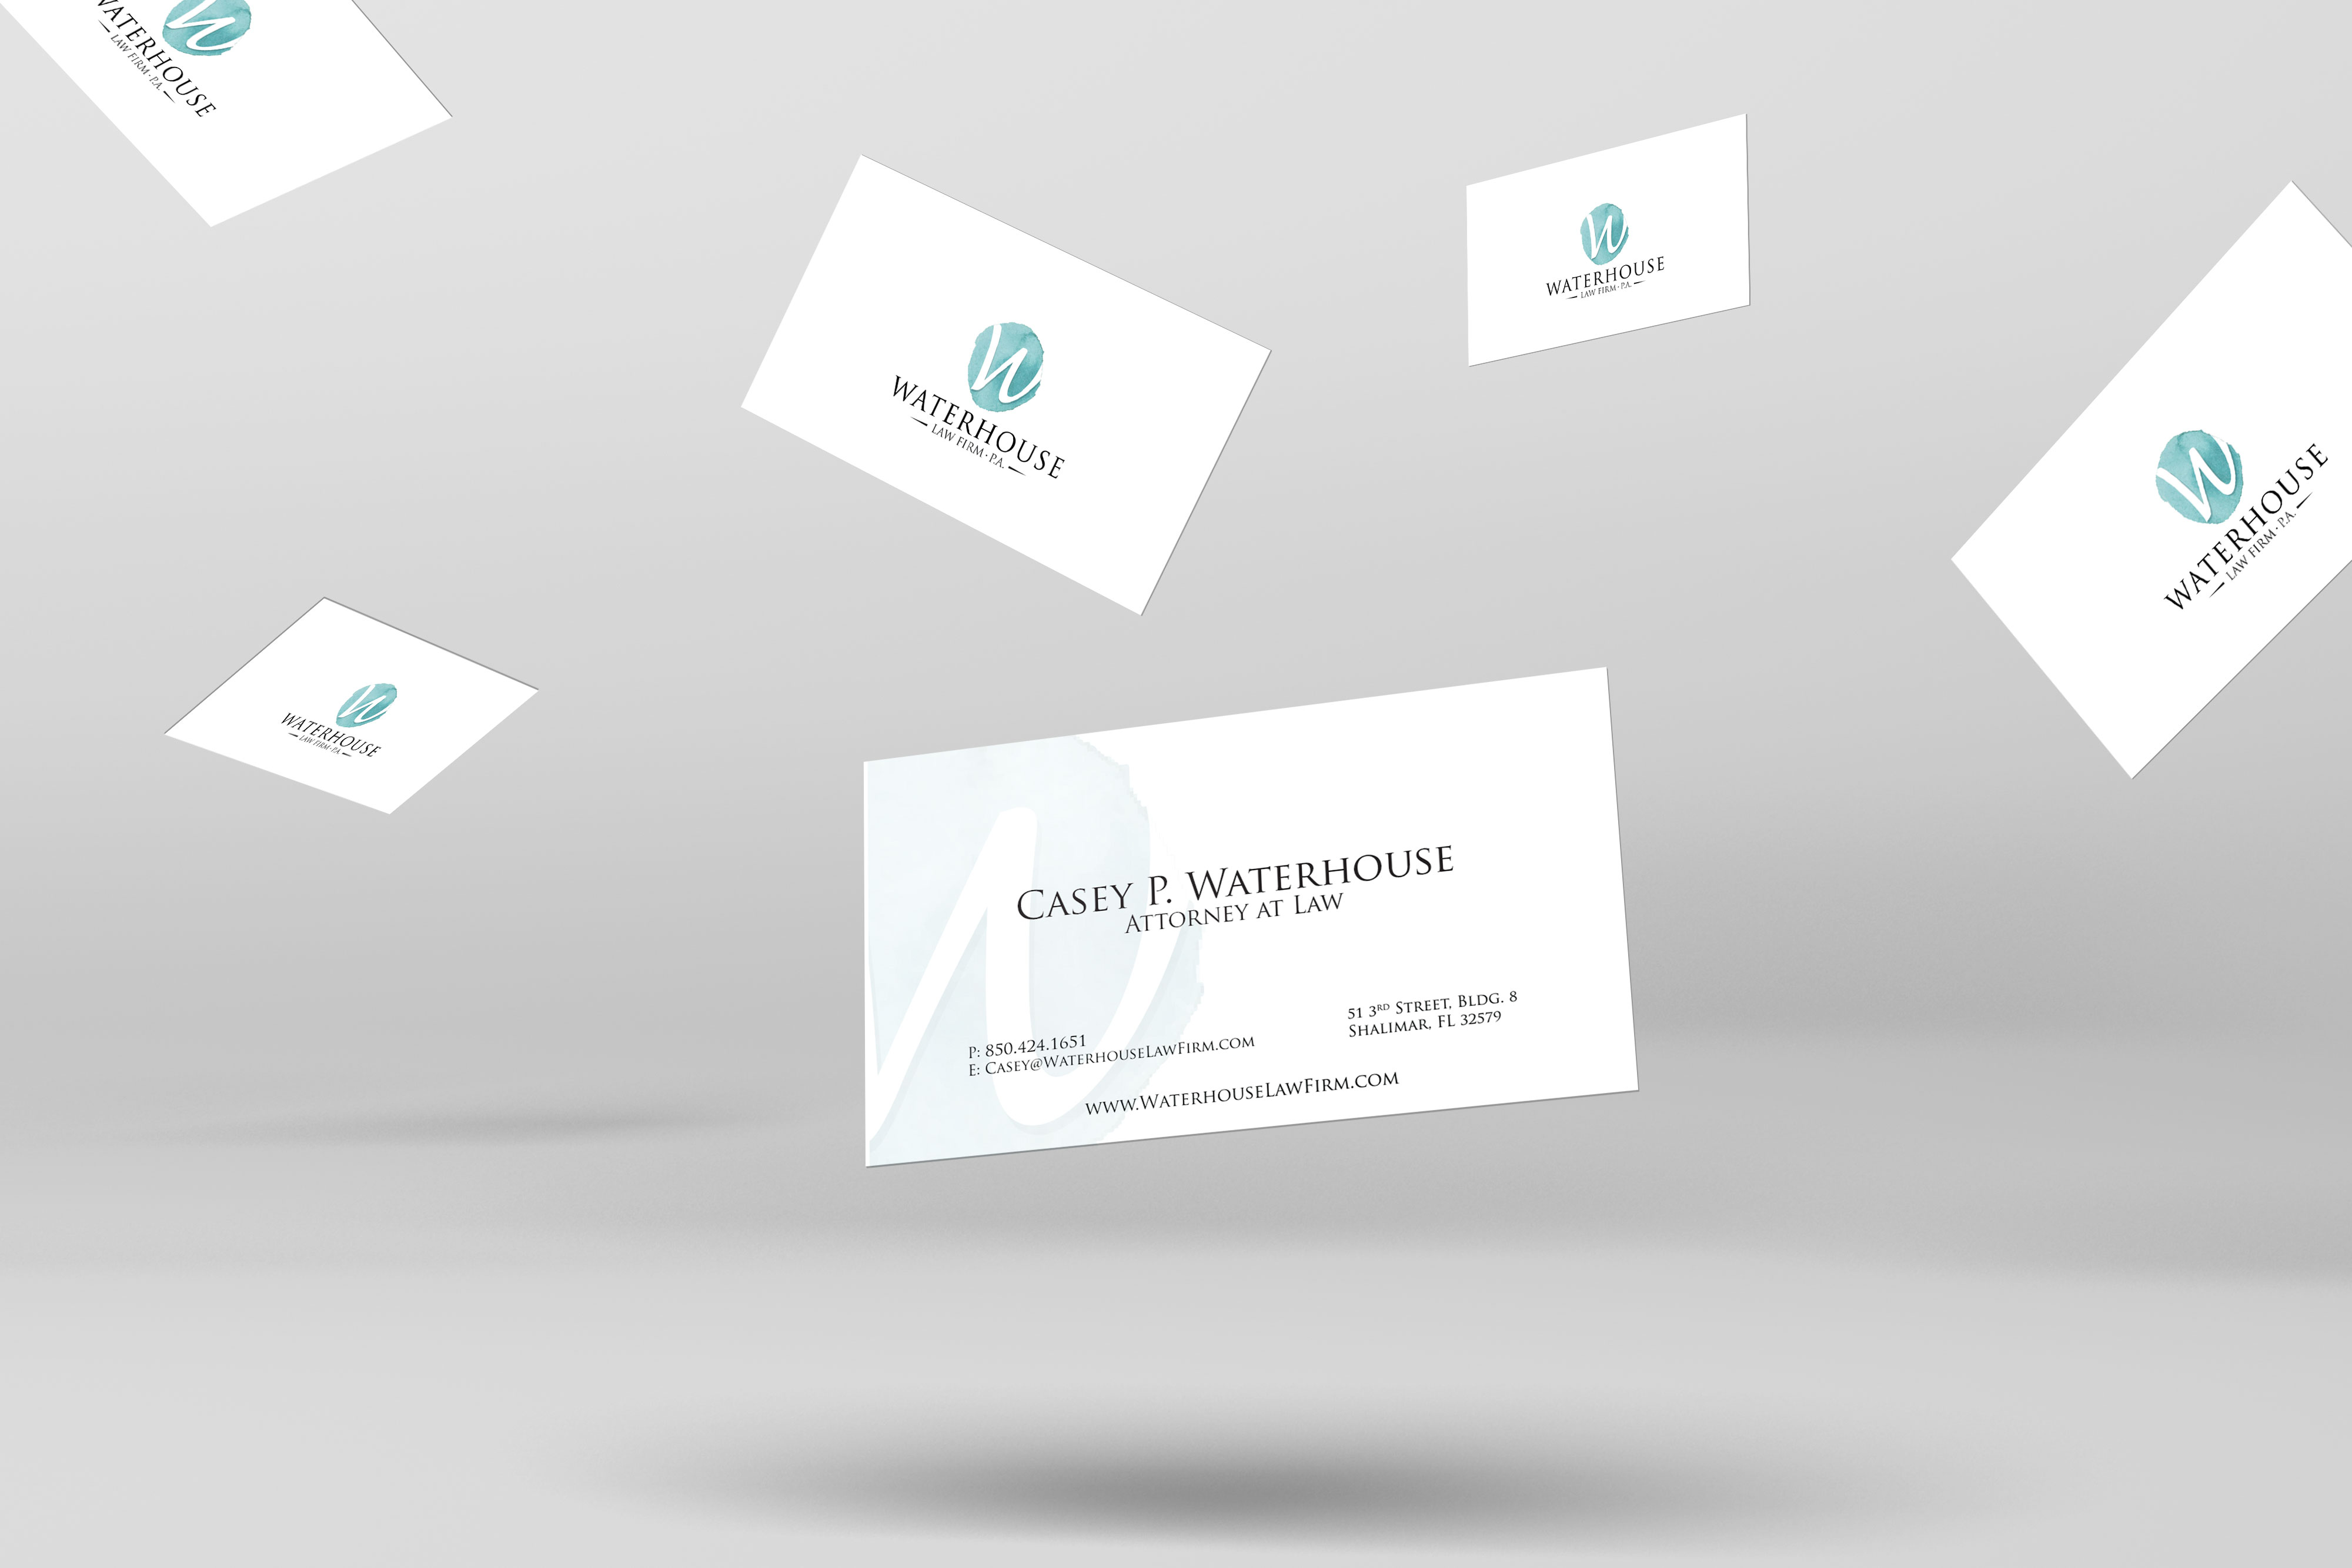 WATERHOUSE
LAW FIRM • P.A.
WATERHOUSE
LAW FIRM • P.A.
WATERHOUSE
LAW FIRM • P.A.
WATERHOUSE
LAW FIRM • P.A.
WATERHOUSE
LAW FIRM • P.A.
W
W
W
W
W
Casey P. Waterhouse
Attorney at Law
P: 850.424.1651
E: Casey@WaterhouseLawFirm.com
51 3RD Street, Bldg. 8
Shalimar, FL 32579
www.WaterhouseLawFirm.com
W